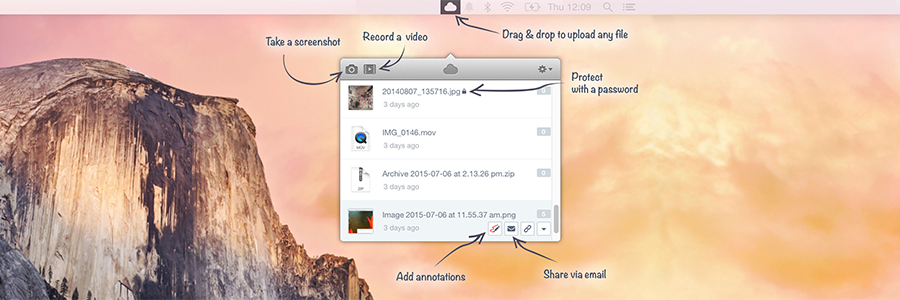 Thu 12:09
Drag & drop to upload any file
Take a screenshot
Record a video
Protect
with a password
20140807_135716.jpg
0
3 days ago
IMG_0146.mov
0
3 days ago
MOV
Archive 2015-07-06 at 2.13.26 pm.zip
0
3 days ago
ZIP
Image 2015-07-06 at 11.55.37 am.png
3 days ago
Add annotations
Share via email